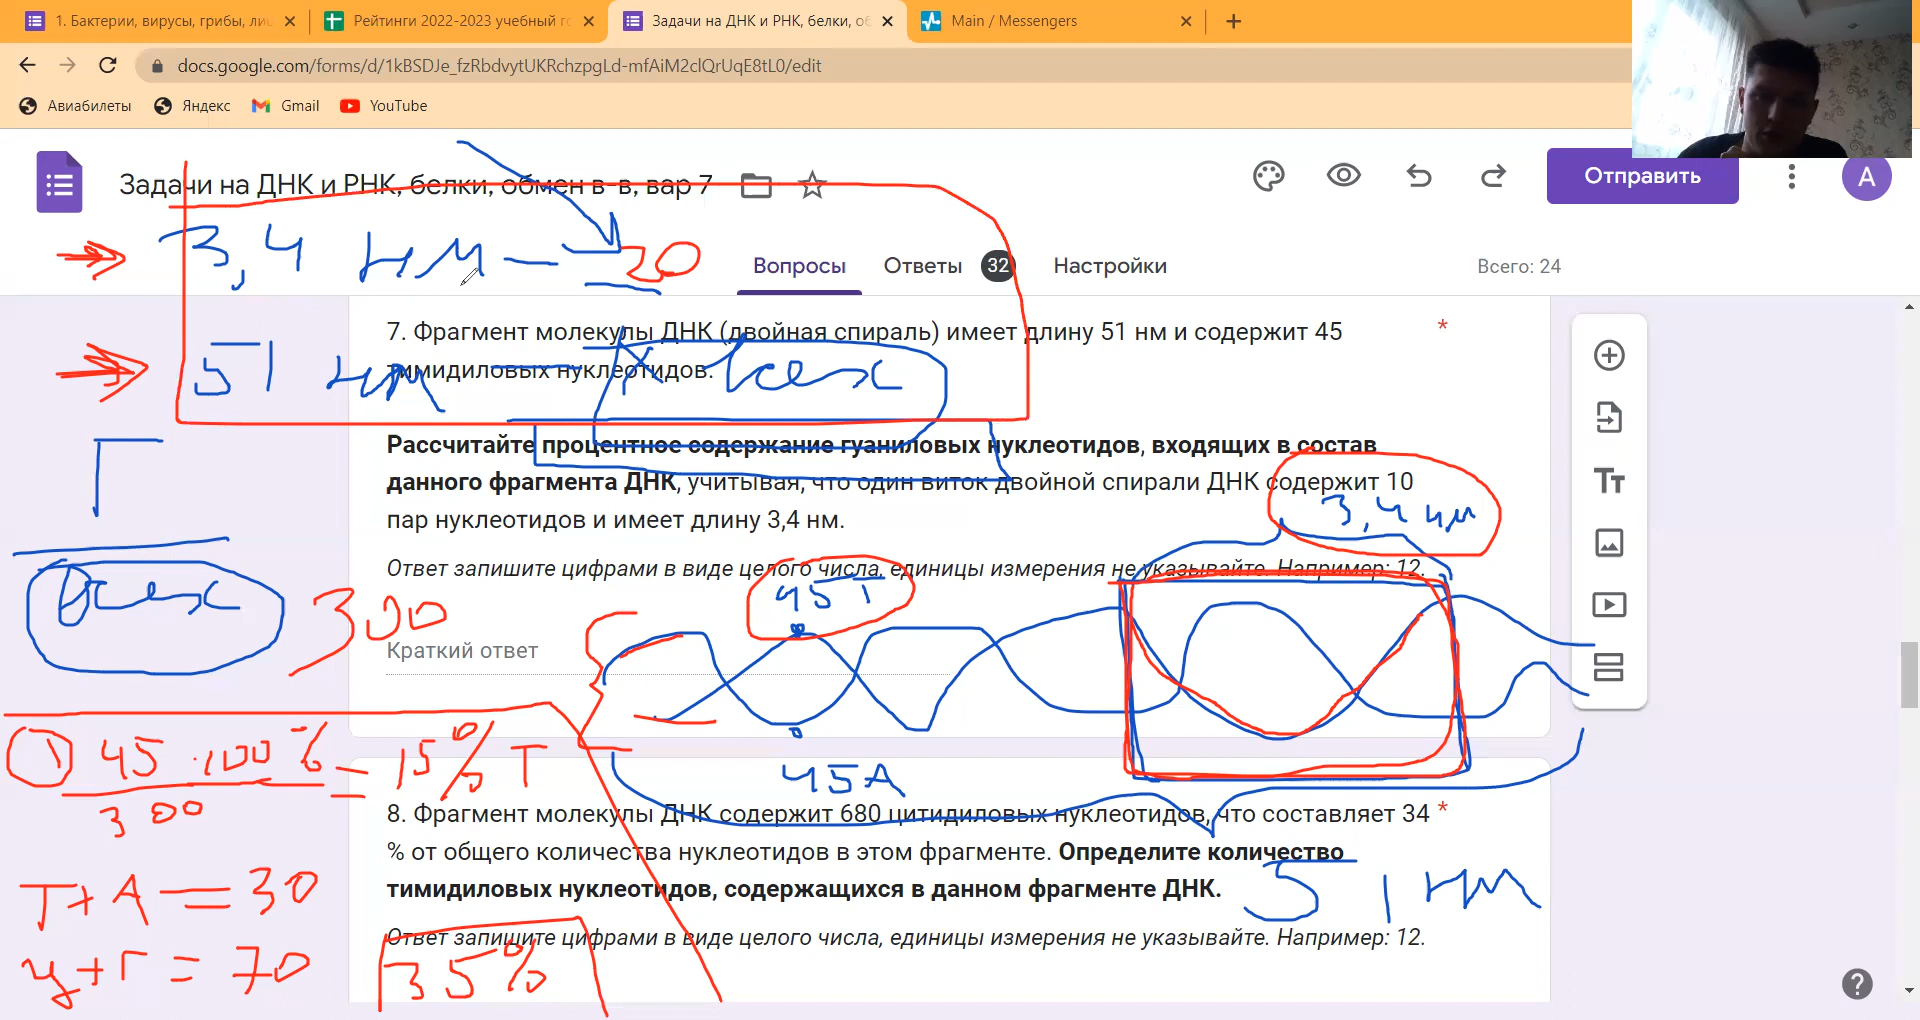 1. Бактерии, вирусы, грибы, ли
Рейтинги 2022-2023 учебный г
Задачи на ДНК и РНК, белки, об
Main / Messengers
docs.google.com/forms/d/1kBSDJe_fzRbdvytUKRchzpgLd-mfAiM2clQrUqE8tL0/edit
Авиабилеты
Яндекс
Gmail
YouTube
Задачи на ДНК и РНК, белки, обмен в-в, вар 7
Отправить
A
3,4 нм — 20
Вопросы
Ответы 32
Настройки
Всего: 24
7. Фрагмент молекулы ДНК (двойная спираль) имеет длину 51 нм и содержит 45 *
тимидиловых нуклеотидов.
51 нм — х всех
Рассчитайте процентное содержание гуаниловых нуклеотидов, входящих в состав
данного фрагмента ДНК, учитывая, что один виток двойной спирали ДНК содержит 10
пар нуклеотидов и имеет длину 3,4 нм.
Г
всех 300
3,4 нм
Ответ запишите цифрами в виде целого числа, единицы измерения не указывайте. Например: 12.
45 Т
Краткий ответ
1 45 · 100% = 15% Т
300
45 А
8. Фрагмент молекулы ДНК содержит 680 цитидиловых нуклеотидов, что составляет 34 *
% от общего количества нуклеотидов в этом фрагменте. Определите количество
тимидиловых нуклеотидов, содержащихся в данном фрагменте ДНК.
51 нм
Т+А = 30
Ответ запишите цифрами в виде целого числа, единицы измерения не указывайте. Например: 12.
ц+Г = 70
35%